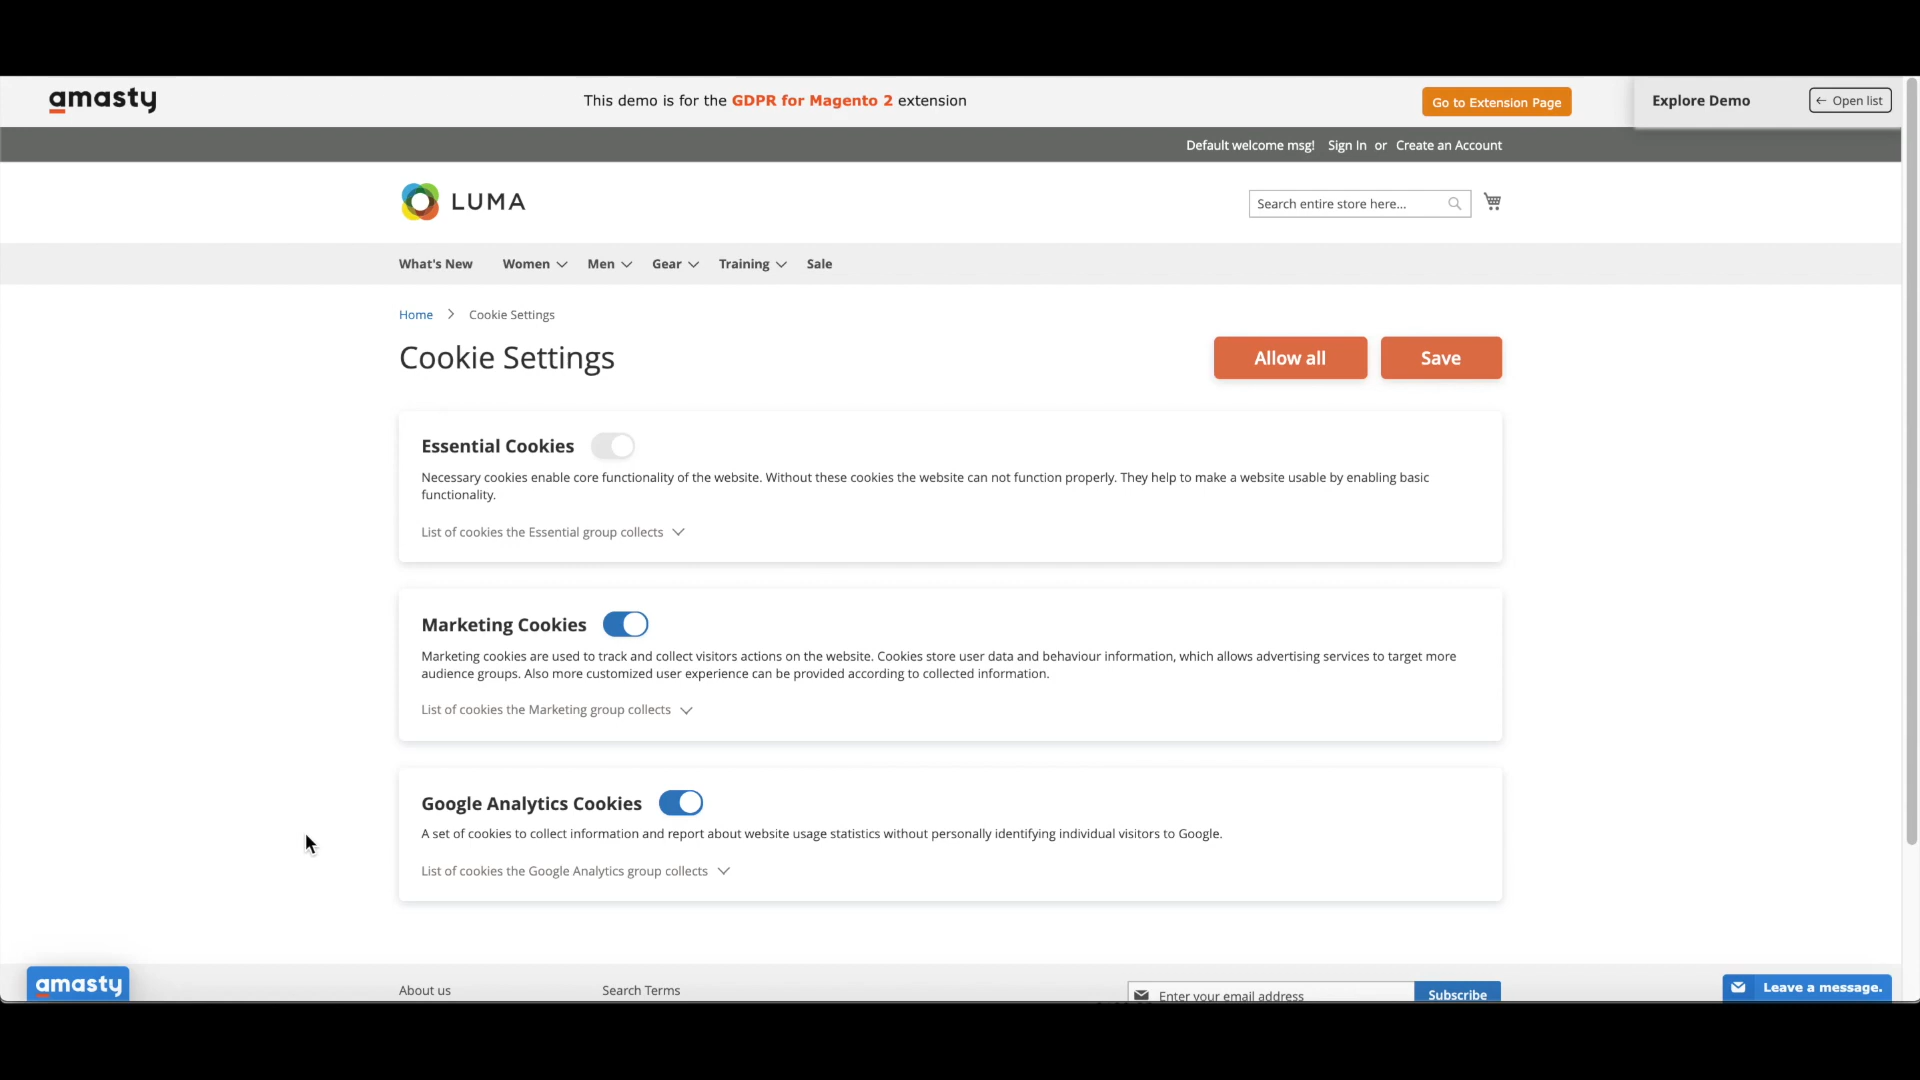 amasty
This demo is for the GDPR for Magento 2 extension
Go to Extension Page
Explore Demo
← Open list
Default welcome msg! Sign In or Create an Account
LUMA
Search entire store here...
What's New Women Men Gear Training Sale
Home > Cookie Settings
Cookie Settings
Allow all
Save
Essential Cookies
Necessary cookies enable core functionality of the website. Without these cookies the website can not function properly. They help to make a website usable by enabling basic
functionality.
List of cookies the Essential group collects
Marketing Cookies
Marketing cookies are used to track and collect visitors actions on the website. Cookies store user data and behaviour information, which allows advertising services to target more
audience groups. Also more customized user experience can be provided according to collected information.
List of cookies the Marketing group collects
Google Analytics Cookies
A set of cookies to collect information and report about website usage statistics without personally identifying individual visitors to Google.
List of cookies the Google Analytics group collects
amasty
About us
Search Terms
Enter your email address
Subscribe
Leave a message.